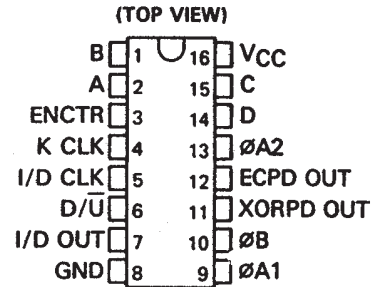 (TOP VIEW)
B 1 16 VCC
A 2 15 C
ENCTR 3 14 D
K CLK 4 13 ØA2
I/D CLK 5 12 ECPD OUT
D/U̅ 6 11 XORPD OUT
I/D OUT 7 10 ØB
GND 8 9 ØA1